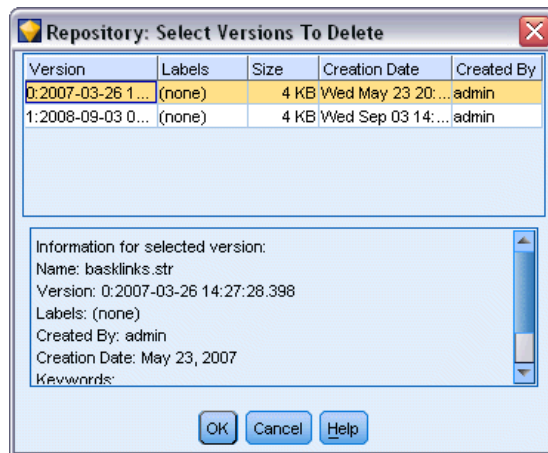 Repository: Select Versions To Delete
Version Labels Size Creation Date Created By
0:2007-03-26 1... (none) 4 KB Wed May 23 20:... admin
1:2008-09-03 0... (none) 4 KB Wed Sep 03 14:... admin
Information for selected version:
Name: basklinks.str
Version: 0:2007-03-26 14:27:28.398
Labels: (none)
Created By: admin
Creation Date: May 23, 2007
Keywords:
OK Cancel Help